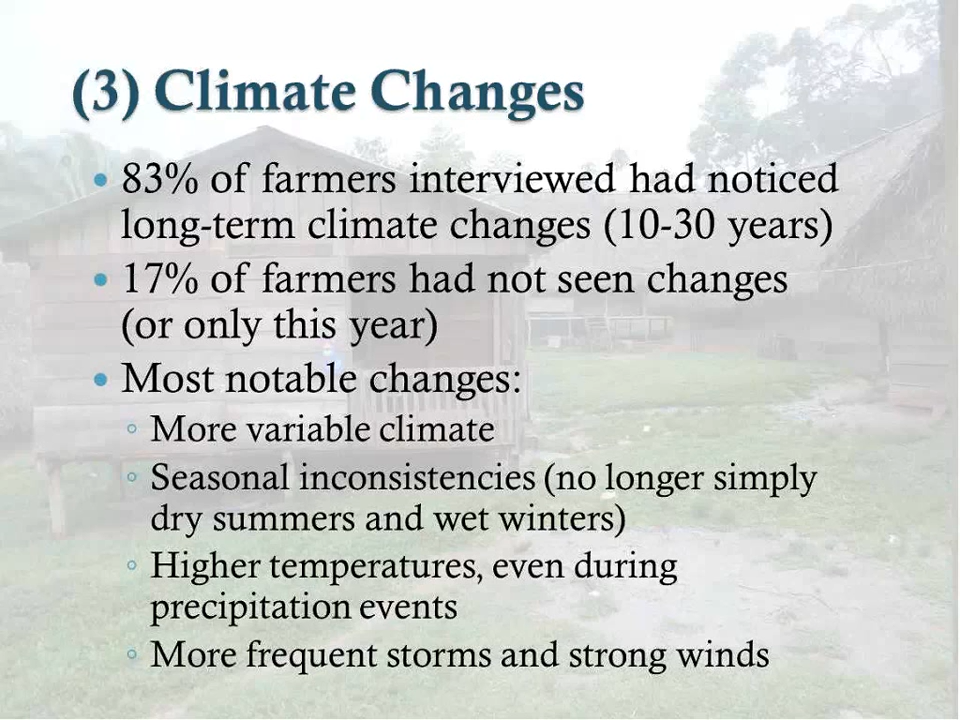 (3) Climate Changes
• 83% of farmers interviewed had noticed
long-term climate changes (10-30 years)
• 17% of farmers had not seen changes
(or only this year)
• Most notable changes:
◦ More variable climate
◦ Seasonal inconsistencies (no longer simply
dry summers and wet winters)
◦ Higher temperatures, even during
precipitation events
◦ More frequent storms and strong winds